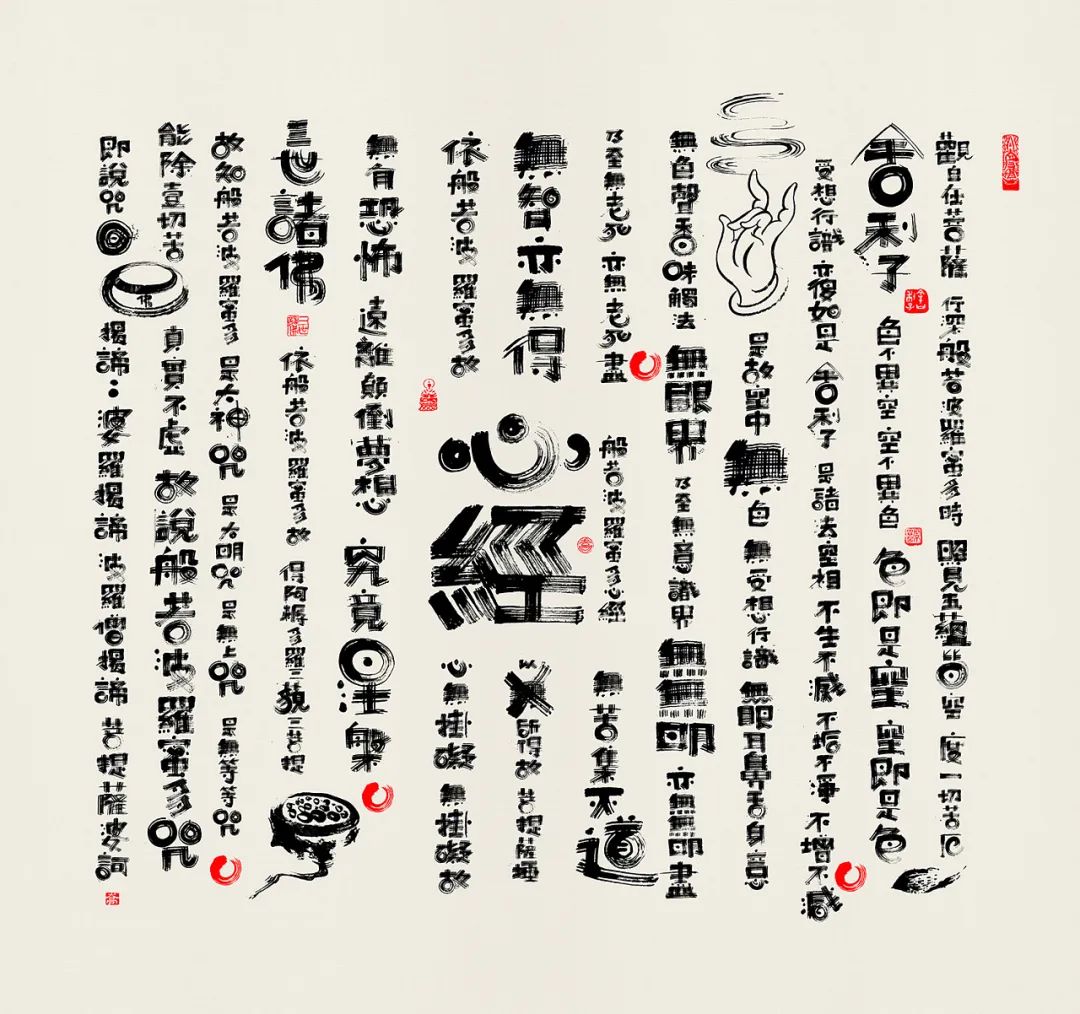 觀自在菩薩 行深般若波羅蜜多時 照見五蘊皆空 度一切苦厄
舍利子 色不異空 空不異色 色即是空 空即是色
受想行識 亦復如是 舍利子 是諸法空相 不生不滅 不垢不淨 不增不減
是故空中 無色 無受想行識 無眼耳鼻舌身意
無色聲香味觸法 無眼界 乃至無意識界 無無明 亦無無明盡
乃至無老死 亦無老死盡
般若波羅蜜多心經
無苦集滅道
無智亦無得
心經
以無所得故 菩提薩埵
依般若波羅蜜多故
心無掛礙 無掛礙故
無有恐怖 遠離顛倒夢想 究竟涅槃
三世諸佛 依般若波羅蜜多故 得阿耨多羅三藐三菩提
故知般若波羅蜜多 是大神咒 是大明咒 是無上咒 是無等等咒
能除壹切苦 真實不虛 故說般若波羅蜜多咒
即說咒曰
佛
揭諦：婆羅揭諦 波羅僧揭諦 菩提薩婆訶